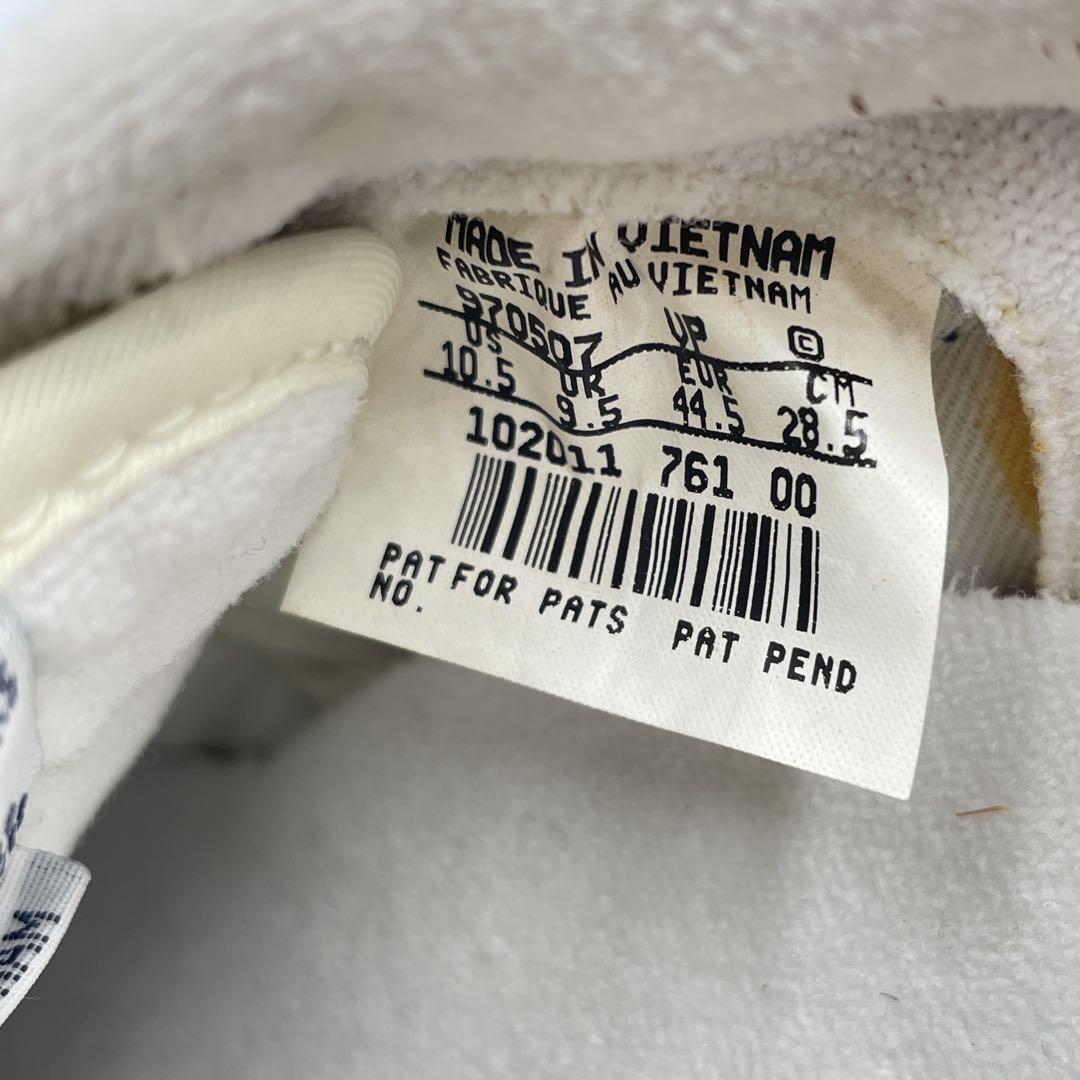 MADE IN VIETNAM
FABRIQUE AU VIETNAM
970507 UP ©
US UK EUR CM
10.5 9.5 44.5 28.5
102011 761 00
PAT FOR PATS PAT PEND
NO.